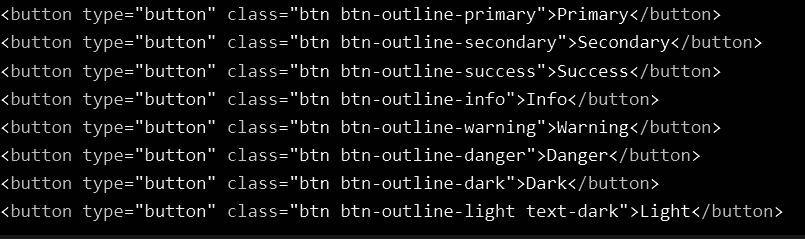 <button type="button" class="btn btn-outline-primary">Primary</button>
<button type="button" class="btn btn-outline-secondary">Secondary</button>
<button type="button" class="btn btn-outline-success">Success</button>
<button type="button" class="btn btn-outline-info">Info</button>
<button type="button" class="btn btn-outline-warning">Warning</button>
<button type="button" class="btn btn-outline-danger">Danger</button>
<button type="button" class="btn btn-outline-dark">Dark</button>
<button type="button" class="btn btn-outline-light text-dark">Light</button>